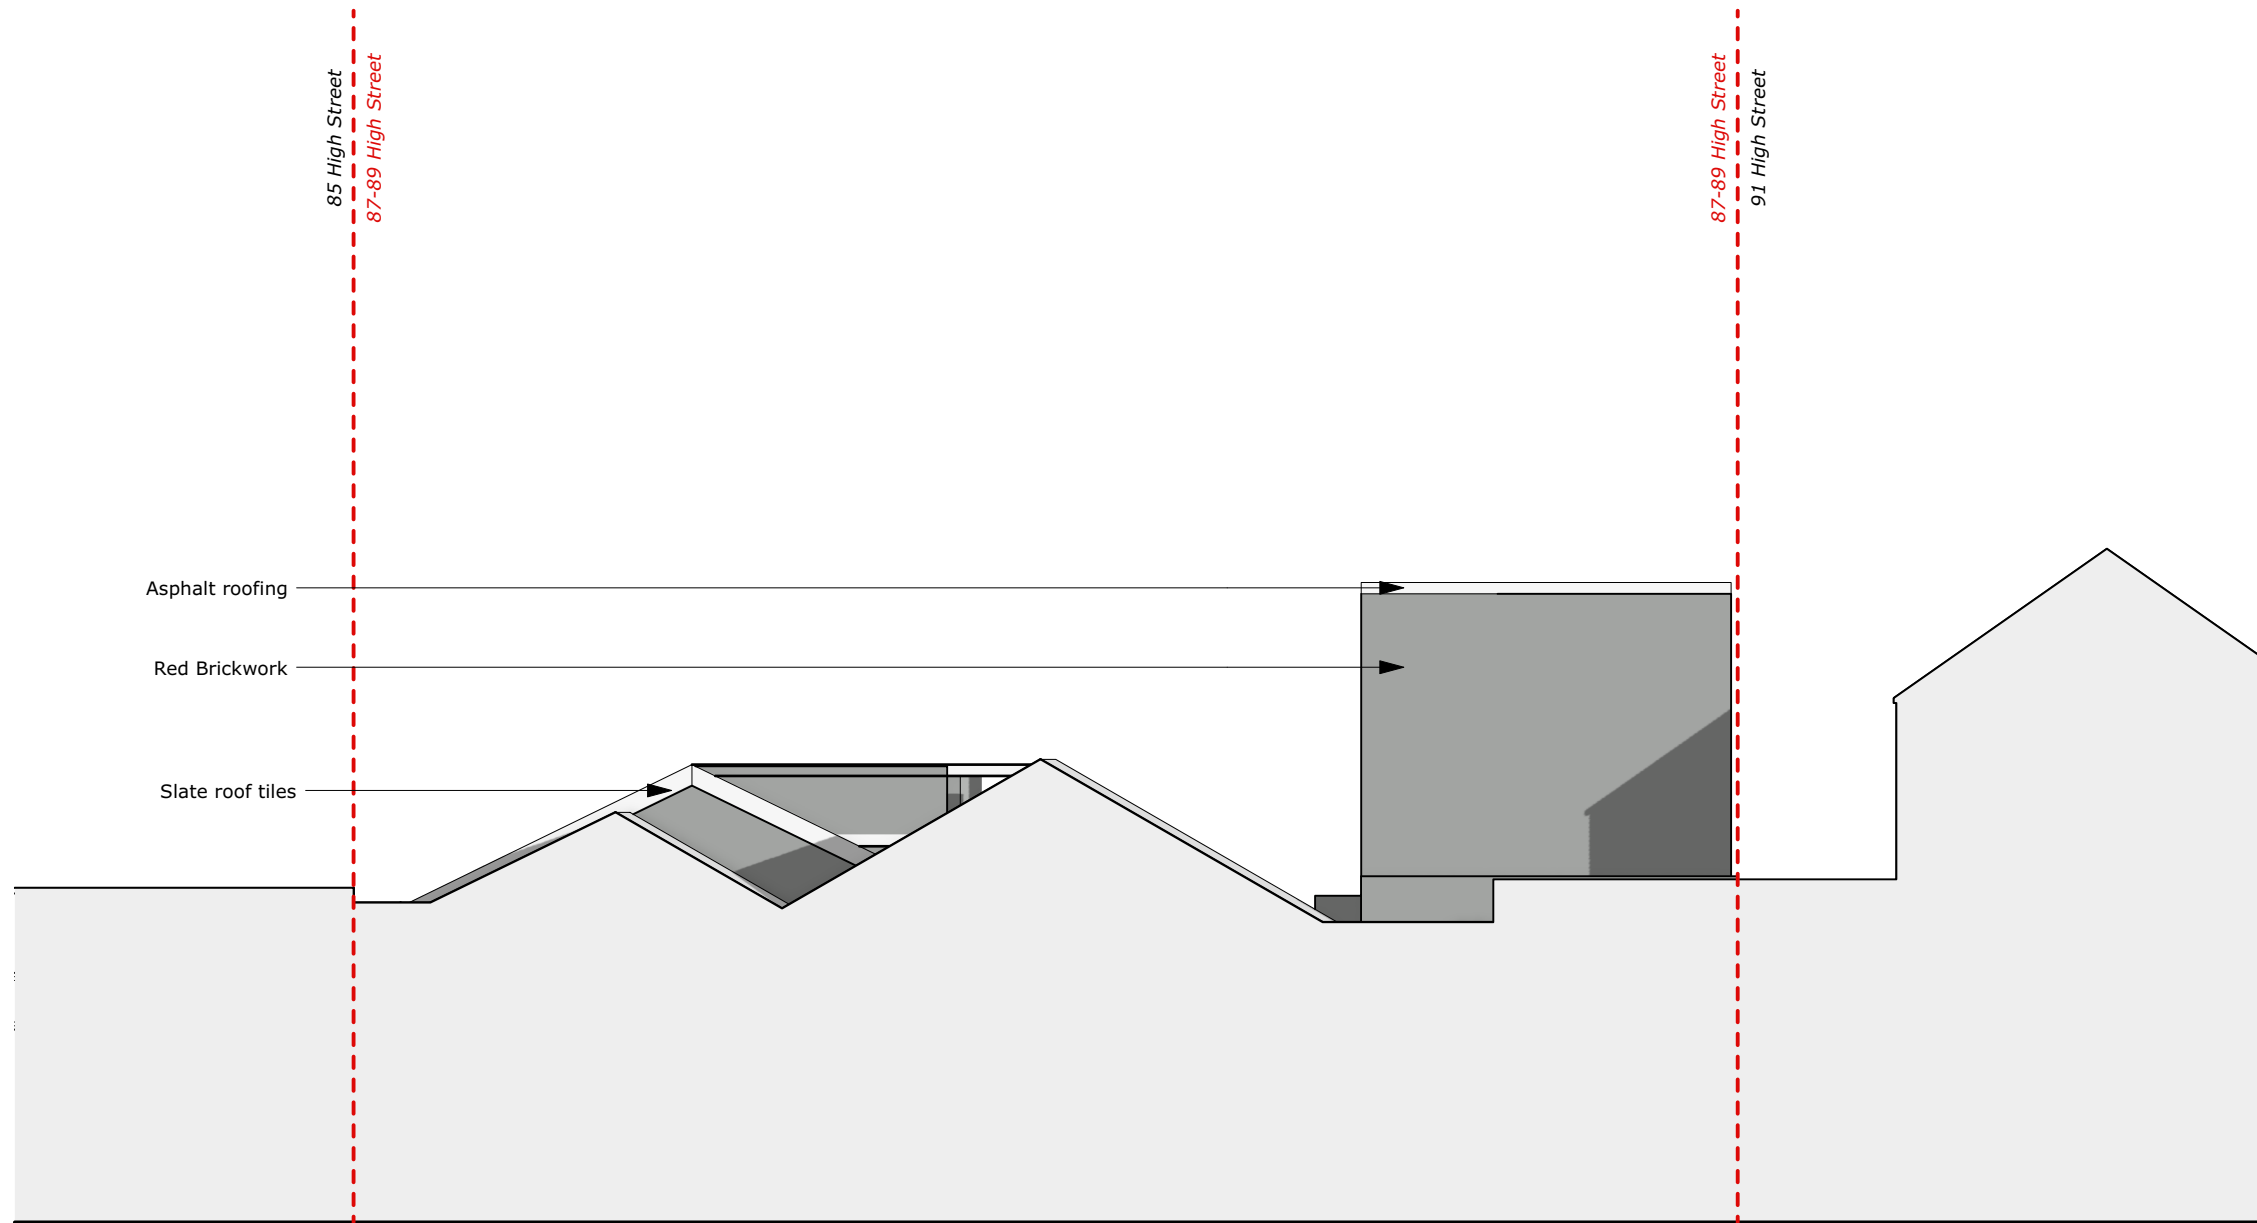 85 High Street
87-89 High Street
87-89 High Street
91 High Street
Asphalt roofing
Red Brickwork
Slate roof tiles